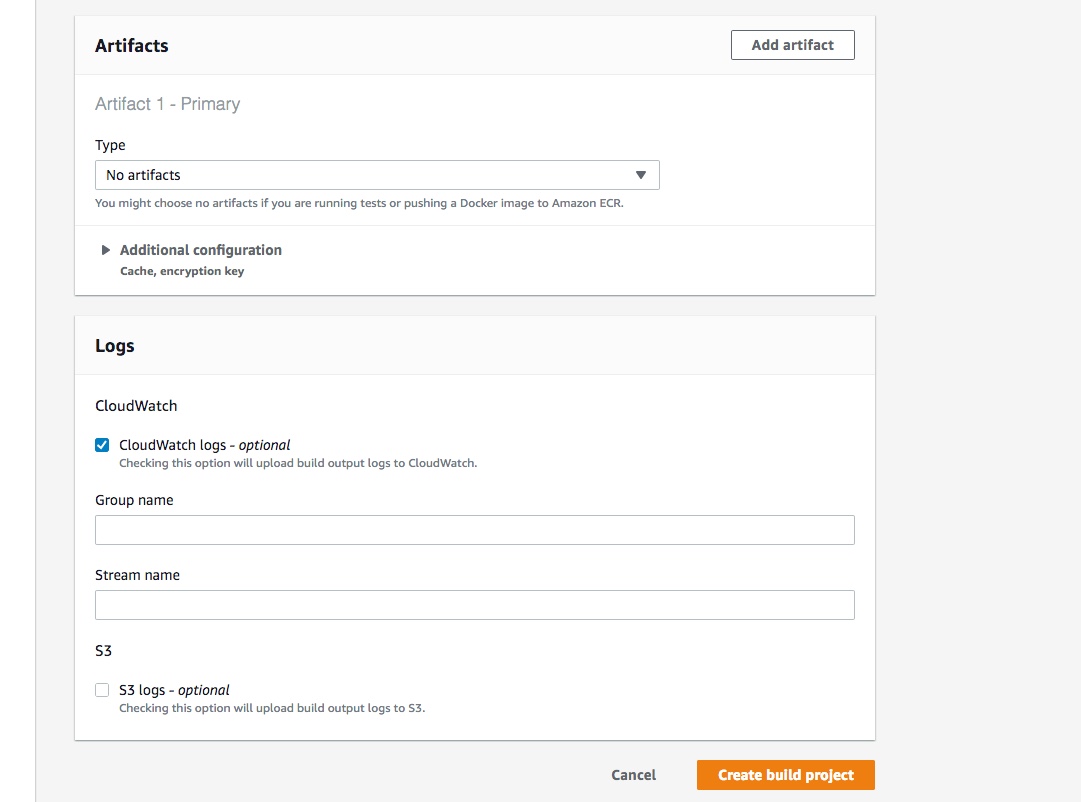 Artifacts
Add artifact
Artifact 1 - Primary
Type
No artifacts
You might choose no artifacts if you are running tests or pushing a Docker image to Amazon ECR.
Additional configuration
Cache, encryption key
Logs
CloudWatch
CloudWatch logs - optional
Checking this option will upload build output logs to CloudWatch.
Group name
Stream name
S3
S3 logs - optional
Checking this option will upload build output logs to S3.
Cancel
Create build project